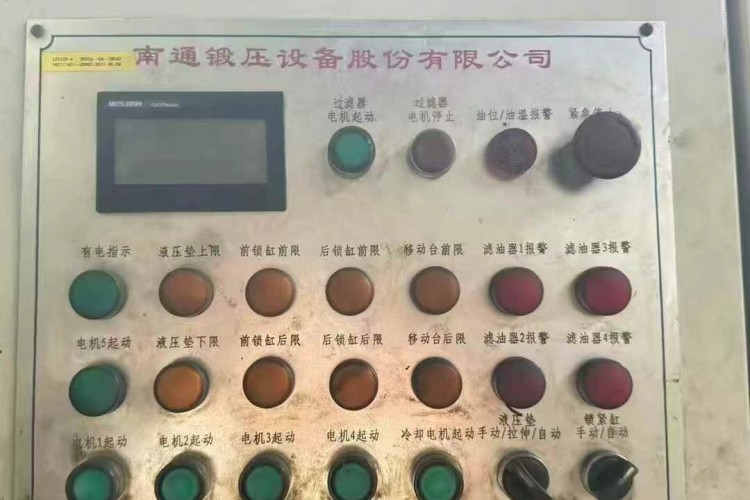 南通锻压设备股份有限公司
MITSUBISHI
过滤器
电机起动
过滤器
电机停止
油位/油温报警
紧急停止
有电指示
液压垫上限
前锁缸前限
后锁缸前限
移动台前限
滤油器1报警
滤油器3报警
电机5起动
液压垫下限
前锁缸后限
后锁缸后限
移动台后限
滤油器2报警
滤油器4报警
电机1起动
电机2起动
电机3起动
电机4起动
冷却电机起动
液压垫
手动/拉伸/自动
锁紧缸
手动/自动